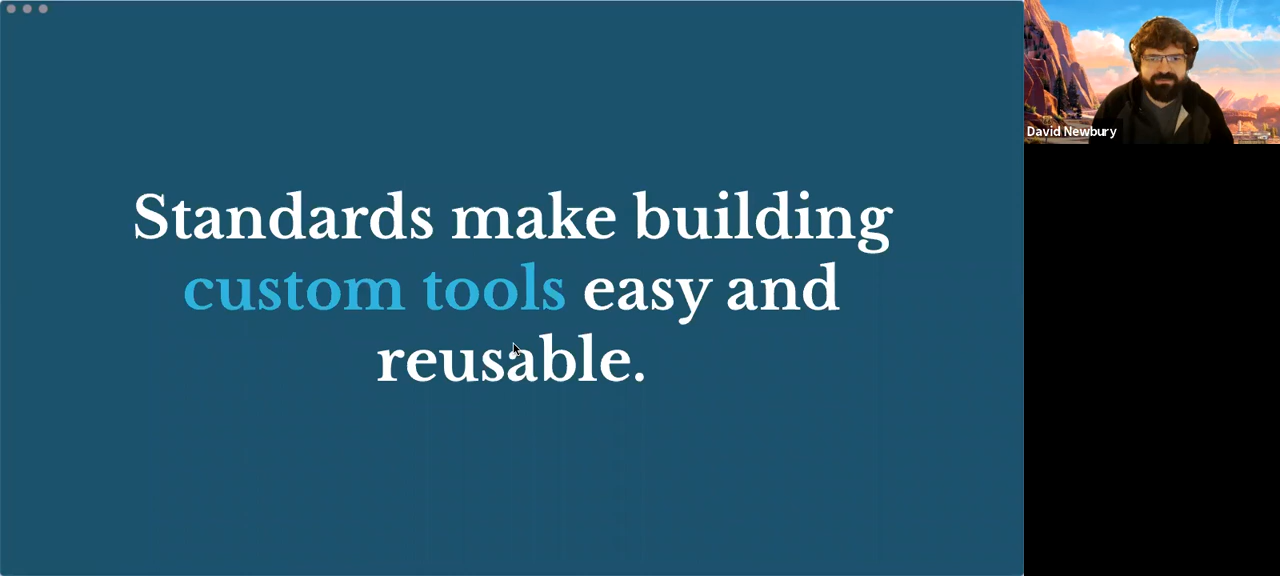 Standards make building
custom tools easy and
reusable.
David Newbury